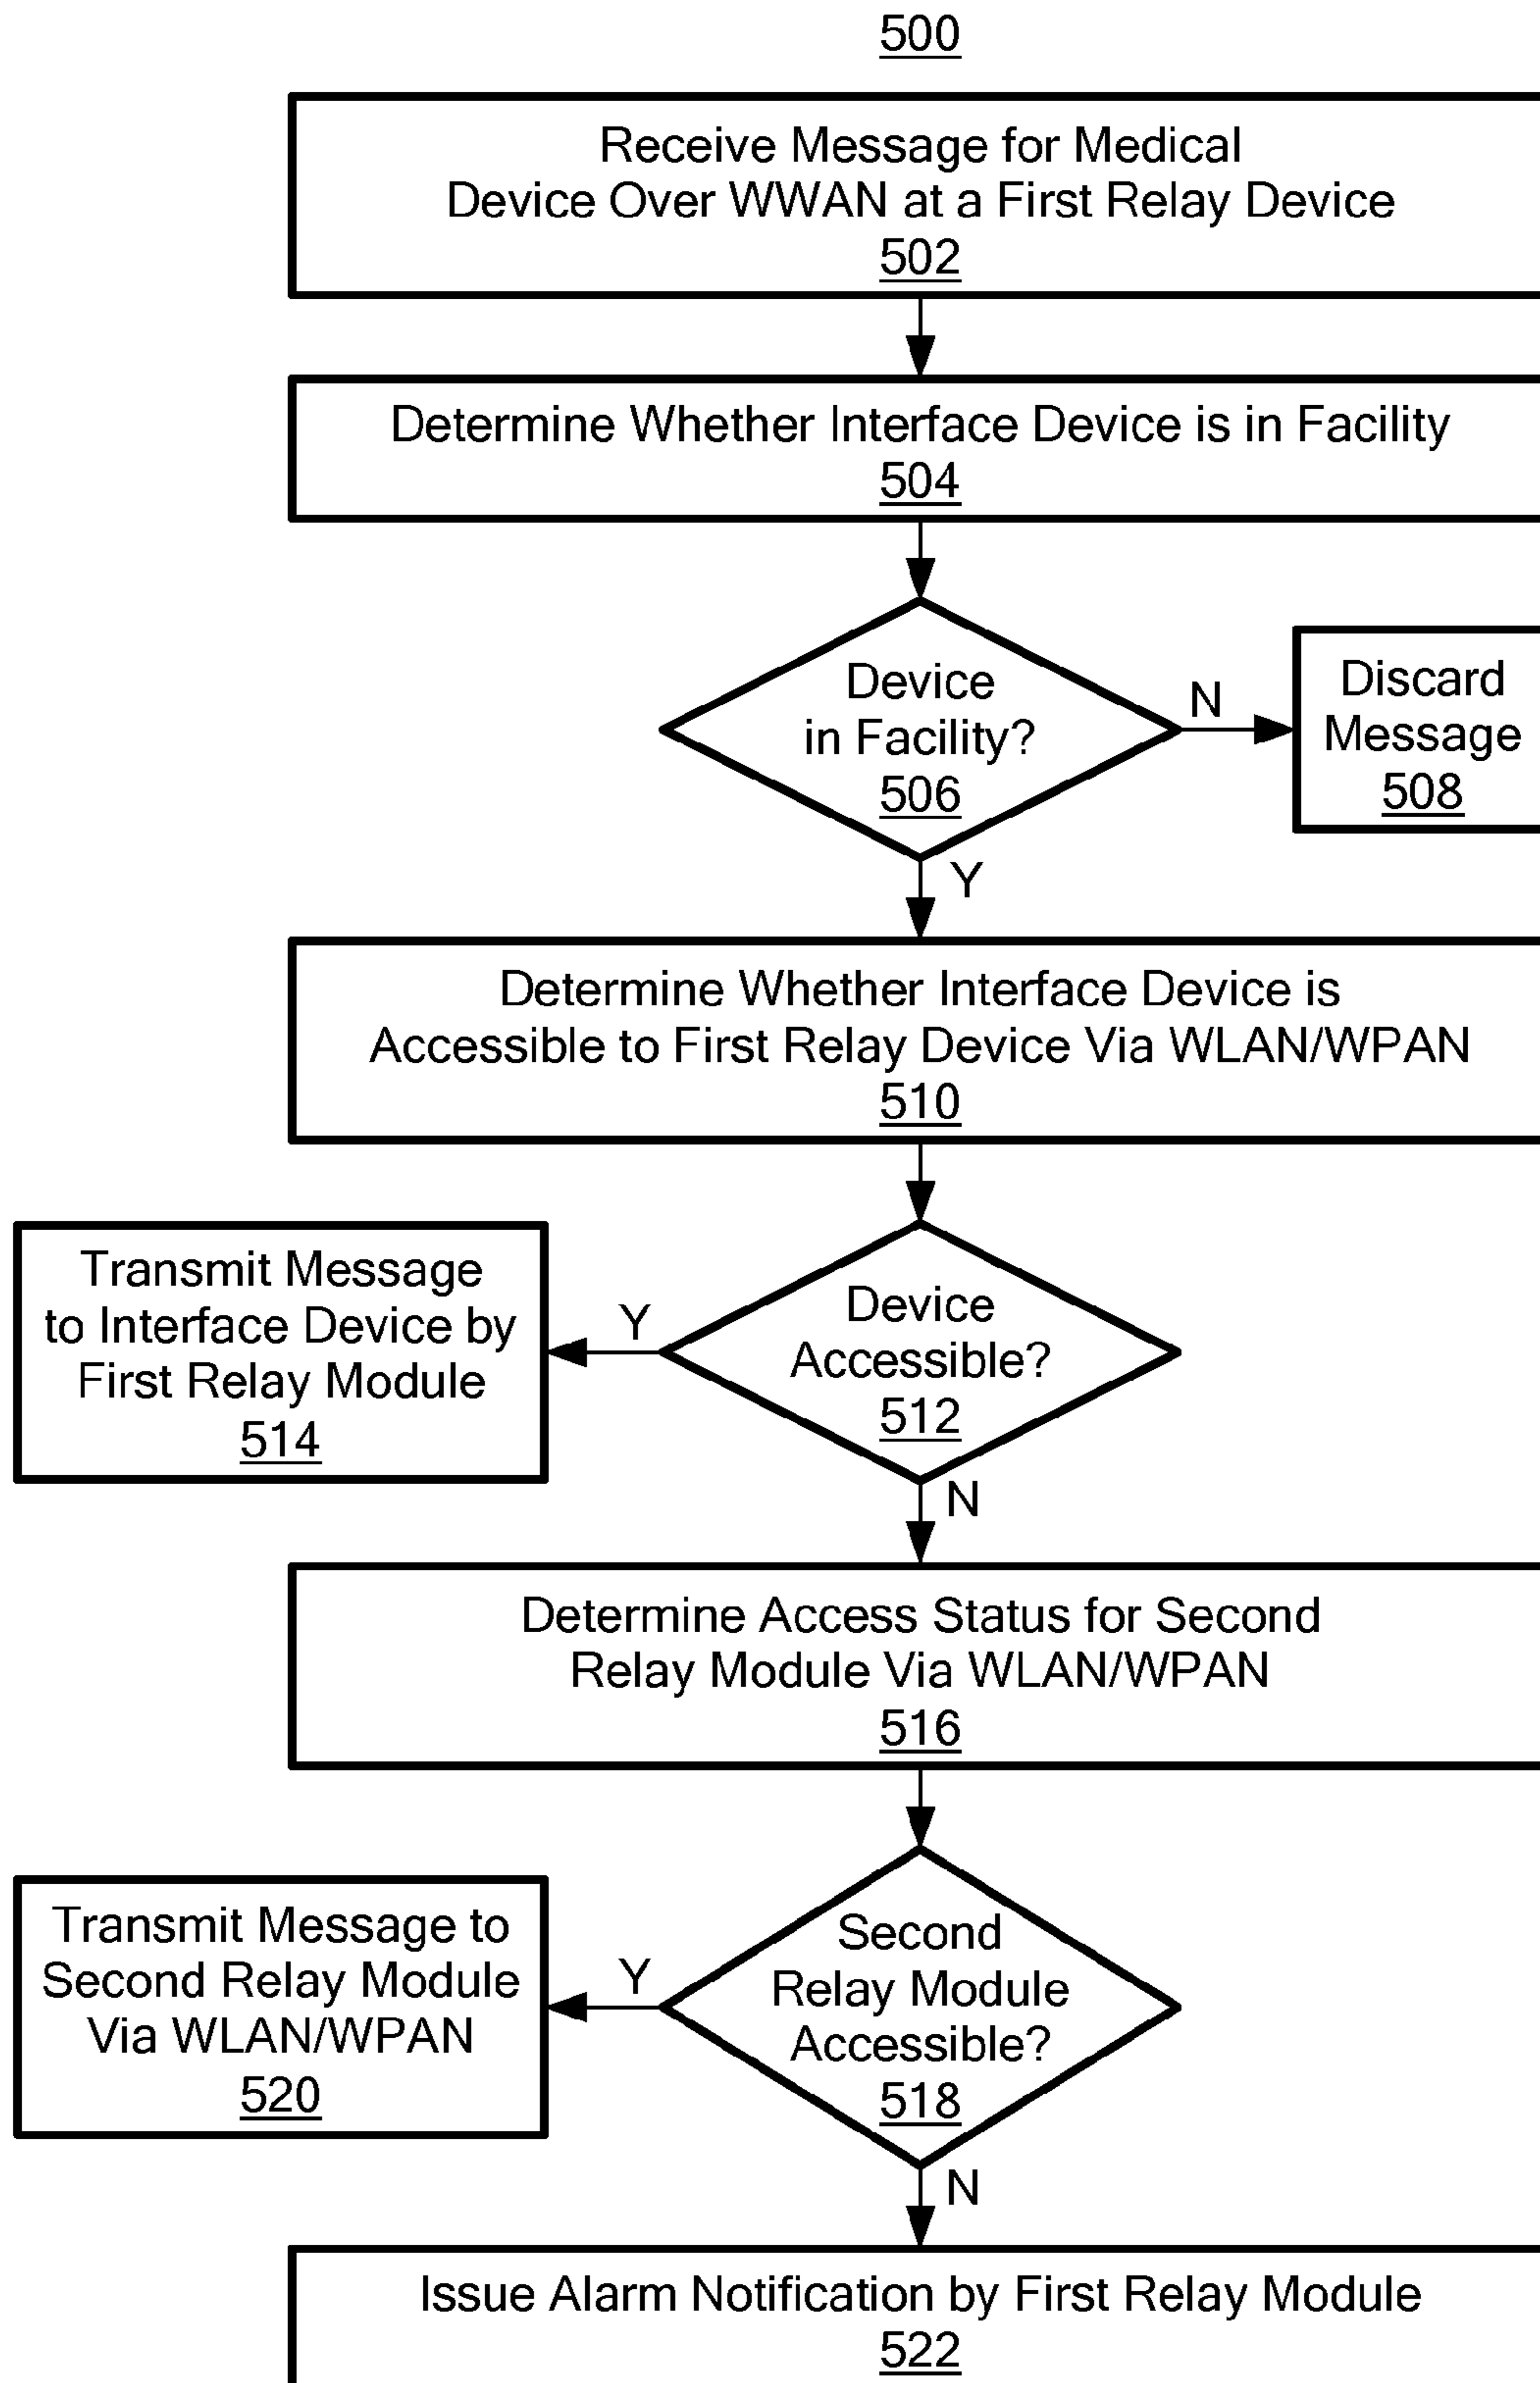 500
Receive Message for Medical
Device Over WWAN at a First Relay Device
502
Determine Whether Interface Device is in Facility
504
Device
in Facility?
506
N
Discard
Message
508
Y
Determine Whether Interface Device is
Accessible to First Relay Device Via WLAN/WPAN
510
Device
Accessible?
512
Y
Transmit Message
to Interface Device by
First Relay Module
514
N
Determine Access Status for Second
Relay Module Via WLAN/WPAN
516
Second
Relay Module
Accessible?
518
Y
Transmit Message to
Second Relay Module
Via WLAN/WPAN
520
N
Issue Alarm Notification by First Relay Module
522